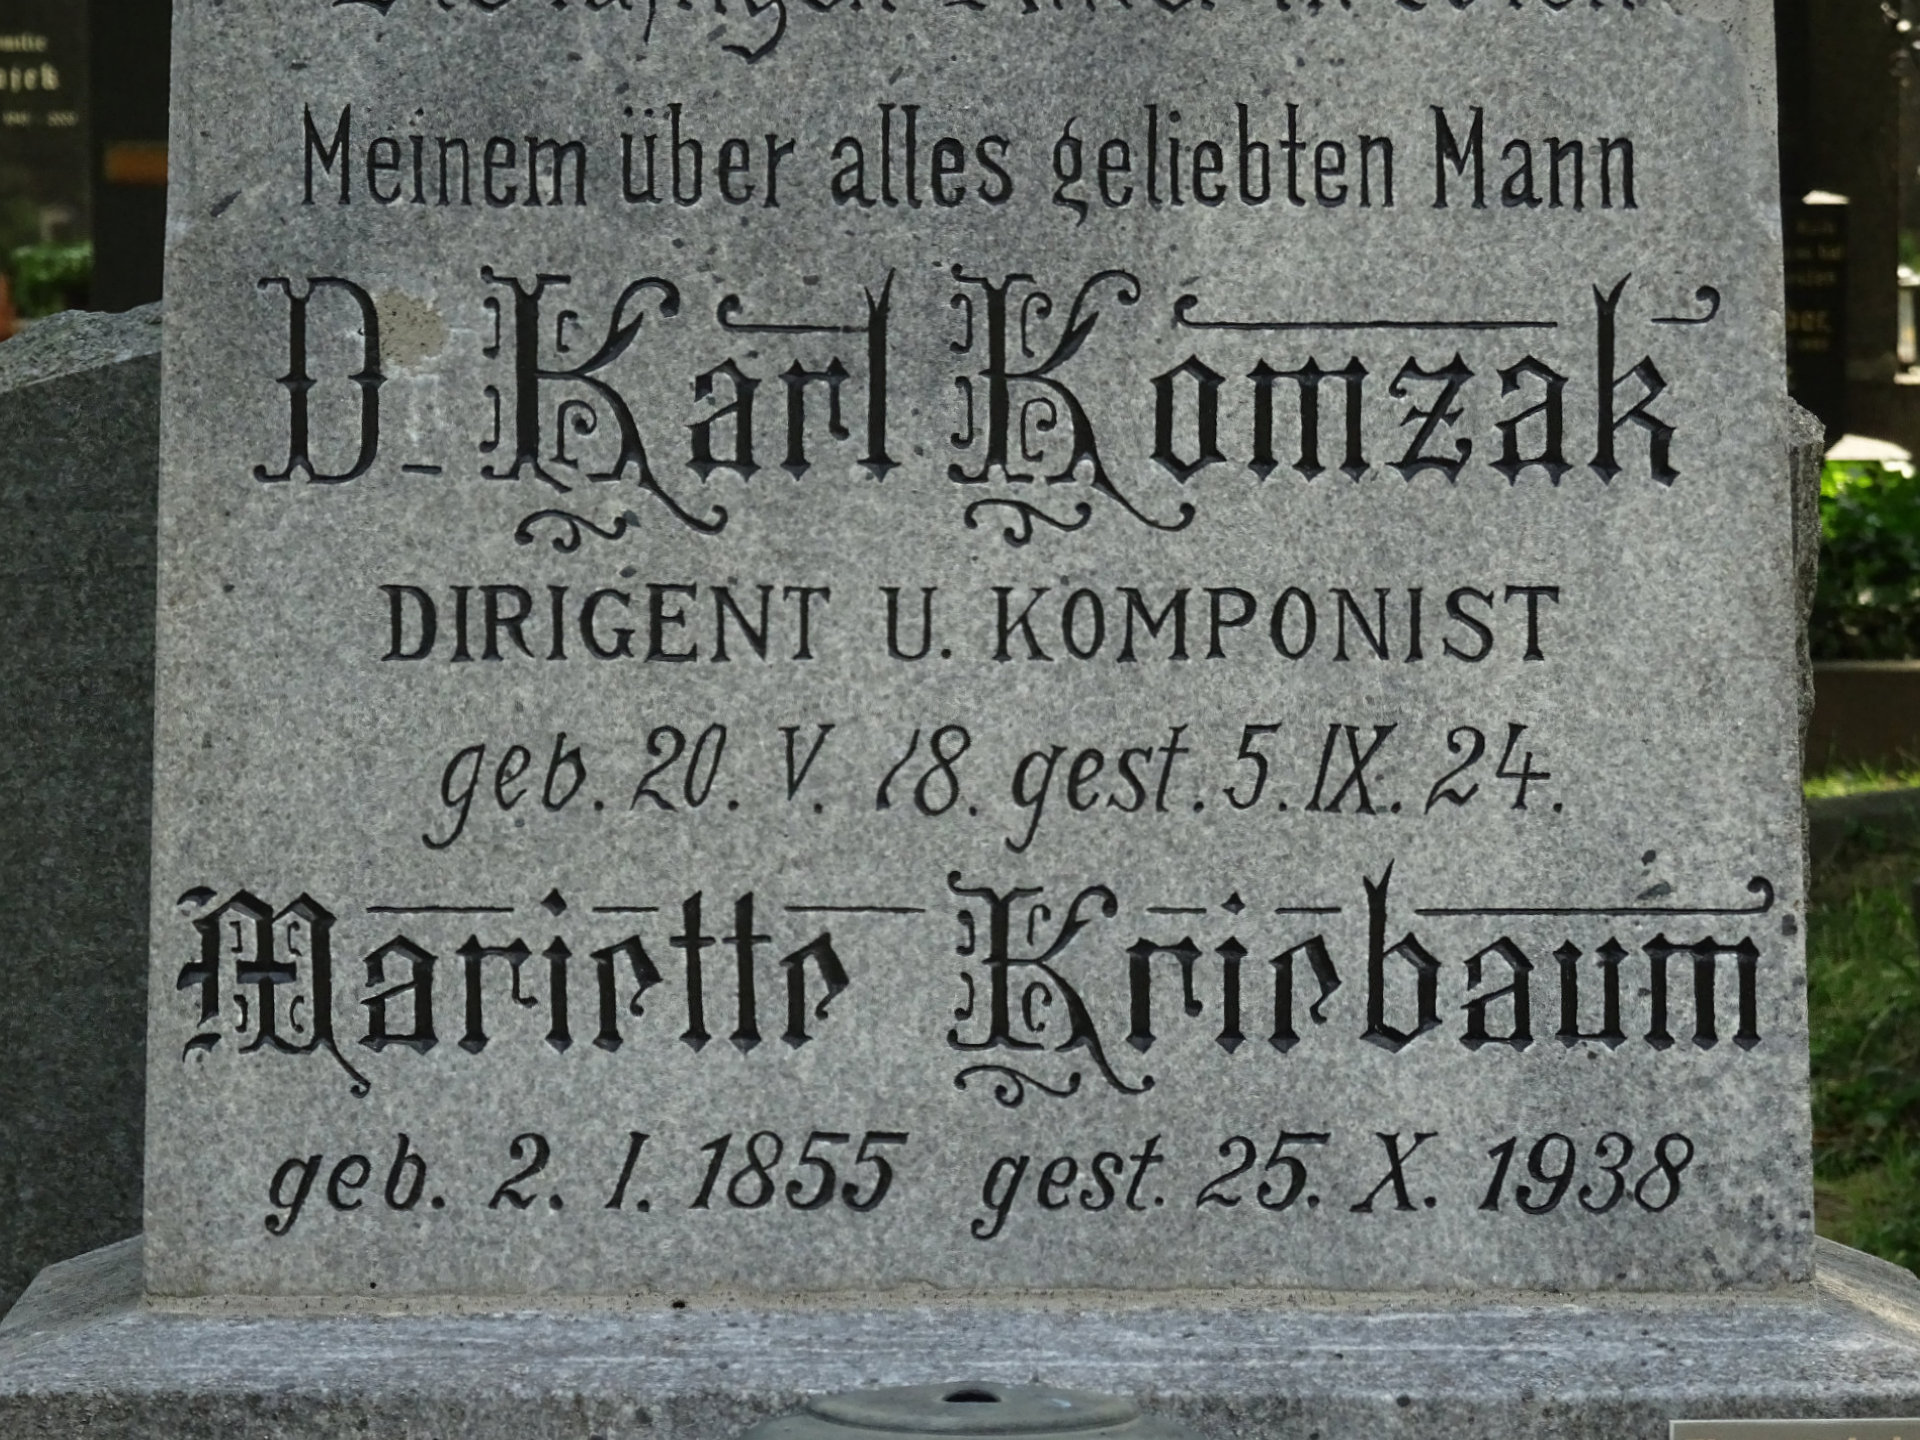 Meinem über alles geliebten Mann
D. Karl Komzak
DIRIGENT U. KOMPONIST
geb. 20. V. 18. gest. 5. IX. 24.
Mariette Kriebaum
geb. 2. I. 1855 gest. 25. X. 1938